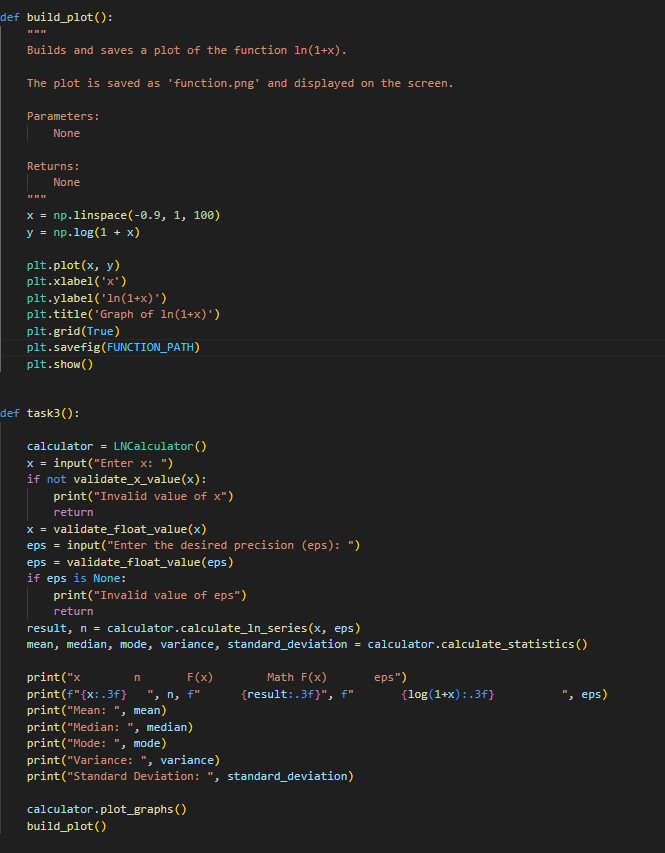 def build_plot():
    """
    Builds and saves a plot of the function ln(1+x).

    The plot is saved as 'function.png' and displayed on the screen.

    Parameters:
        None

    Returns:
        None
    """
    x = np.linspace(-0.9, 1, 100)
    y = np.log(1 + x)

    plt.plot(x, y)
    plt.xlabel('x')
    plt.ylabel('ln(1+x)')
    plt.title('Graph of ln(1+x)')
    plt.grid(True)
    plt.savefig(FUNCTION_PATH)
    plt.show()


def task3():

    calculator = LNCalculator()
    x = input("Enter x: ")
    if not validate_x_value(x):
        print("Invalid value of x")
        return
    x = validate_float_value(x)
    eps = input("Enter the desired precision (eps): ")
    eps = validate_float_value(eps)
    if eps is None:
        print("Invalid value of eps")
        return
    result, n = calculator.calculate_ln_series(x, eps)
    mean, median, mode, variance, standard_deviation = calculator.calculate_statistics()

    print("x        n       F(x)        Math F(x)       eps")
    print(f"{x:.3f}   ", n, f"      {result:.3f}", f"       {log(1+x):.3f}          ", eps)
    print("Mean: ", mean)
    print("Median: ", median)
    print("Mode: ", mode)
    print("Variance: ", variance)
    print("Standard Deviation: ", standard_deviation)

    calculator.plot_graphs()
    build_plot()